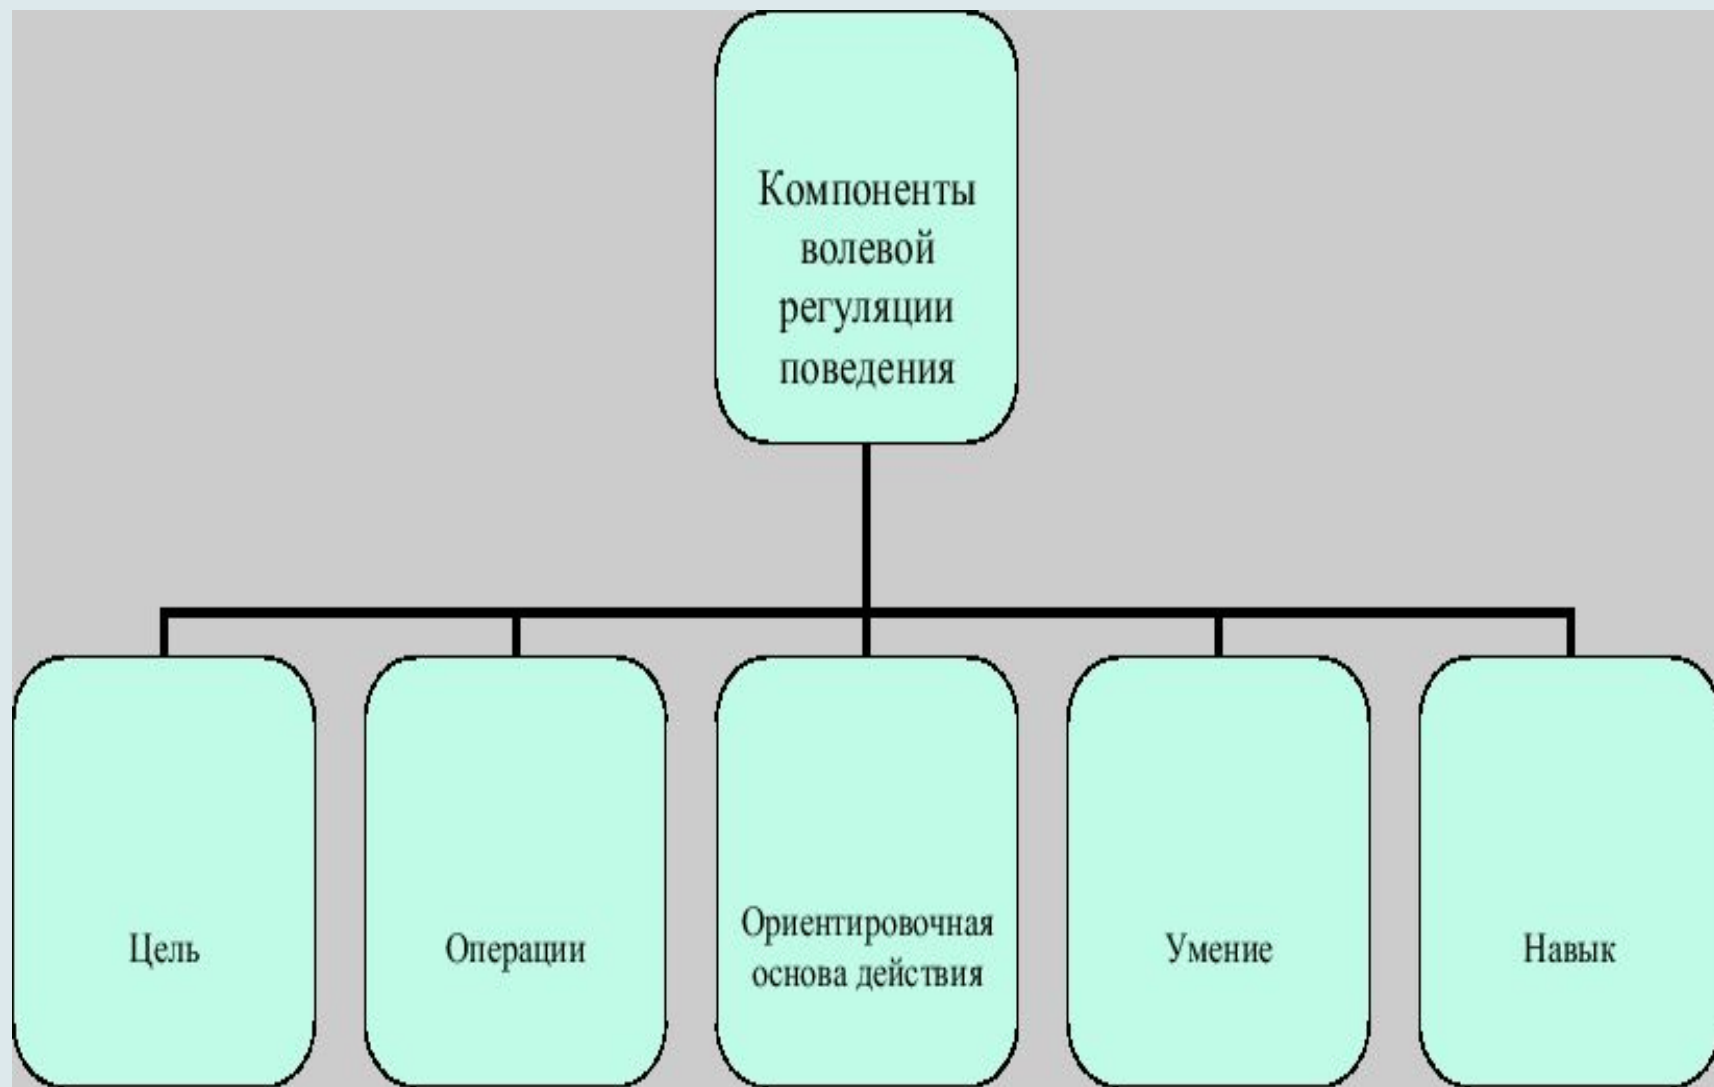 Компоненты
волевой
регуляции
поведения
Цель
Операции
Ориентировочная
основа действия
Умение
Навык